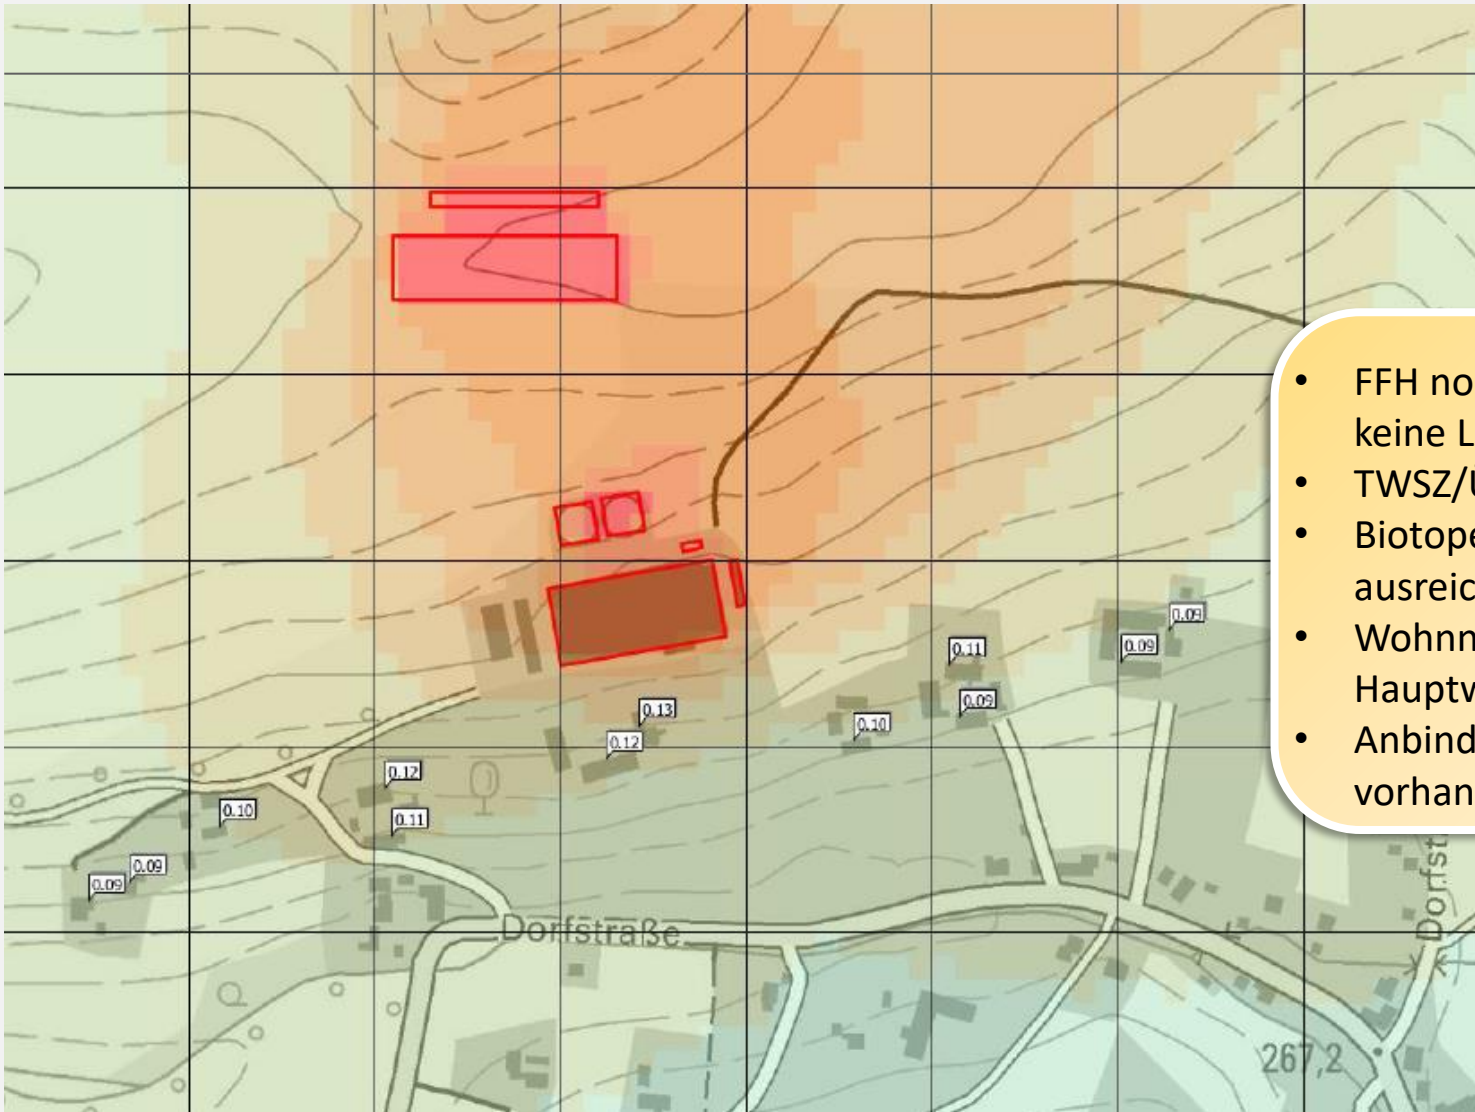 • FFH no
keine L
• TWSZ/
• Biotope
ausreic
• Wohnn
Hauptw
• Anbind
vorhan
0.09
0.11
0.09
0.09
0.13
0.10
0.12
0.12
0.10
0.11
0.09
0.09
Dorfstraße
Dorfst
267,2